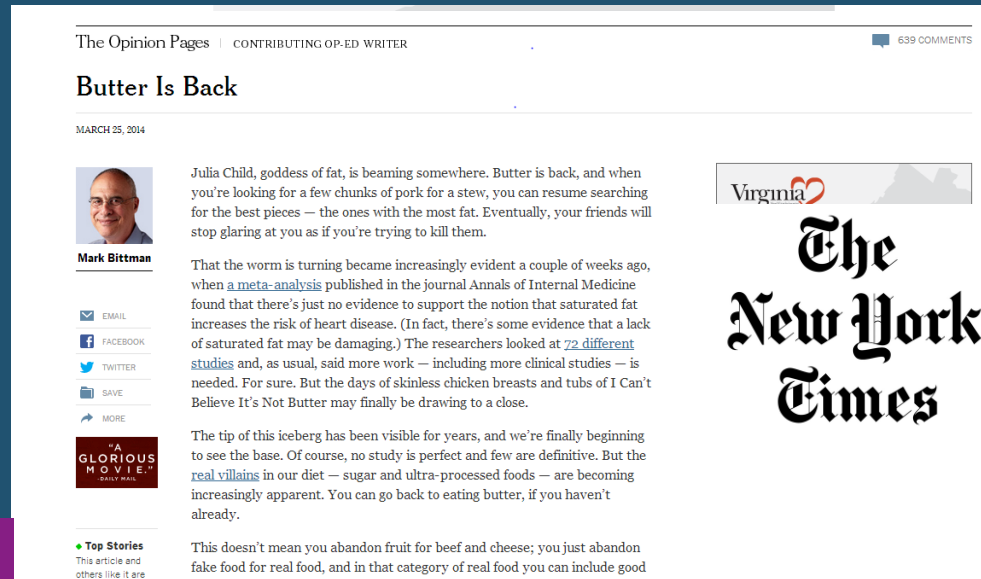 The Opinion Pages | CONTRIBUTING OP-ED WRITER
639 COMMENTS
Butter Is Back
MARCH 25, 2014
Mark Bittman
EMAIL
FACEBOOK
TWITTER
SAVE
MORE
"A
GLORIOUS
MOVIE."
-DAILY MAIL
Top Stories
This article and
others like it are
Julia Child, goddess of fat, is beaming somewhere. Butter is back, and when
you're looking for a few chunks of pork for a stew, you can resume searching
for the best pieces — the ones with the most fat. Eventually, your friends will
stop glaring at you as if you're trying to kill them.
That the worm is turning became increasingly evident a couple of weeks ago,
when a meta-analysis published in the journal Annals of Internal Medicine
found that there's just no evidence to support the notion that saturated fat
increases the risk of heart disease. (In fact, there's some evidence that a lack
of saturated fat may be damaging.) The researchers looked at 72 different
studies and, as usual, said more work — including more clinical studies — is
needed. For sure. But the days of skinless chicken breasts and tubs of I Can't
Believe It's Not Butter may finally be drawing to a close.
The tip of this iceberg has been visible for years, and we're finally beginning
to see the base. Of course, no study is perfect and few are definitive. But the
real villains in our diet — sugar and ultra-processed foods — are becoming
increasingly apparent. You can go back to eating butter, if you haven't
already.
This doesn't mean you abandon fruit for beef and cheese; you just abandon
fake food for real food, and in that category of real food you can include good
Virginia
The
New York
Times